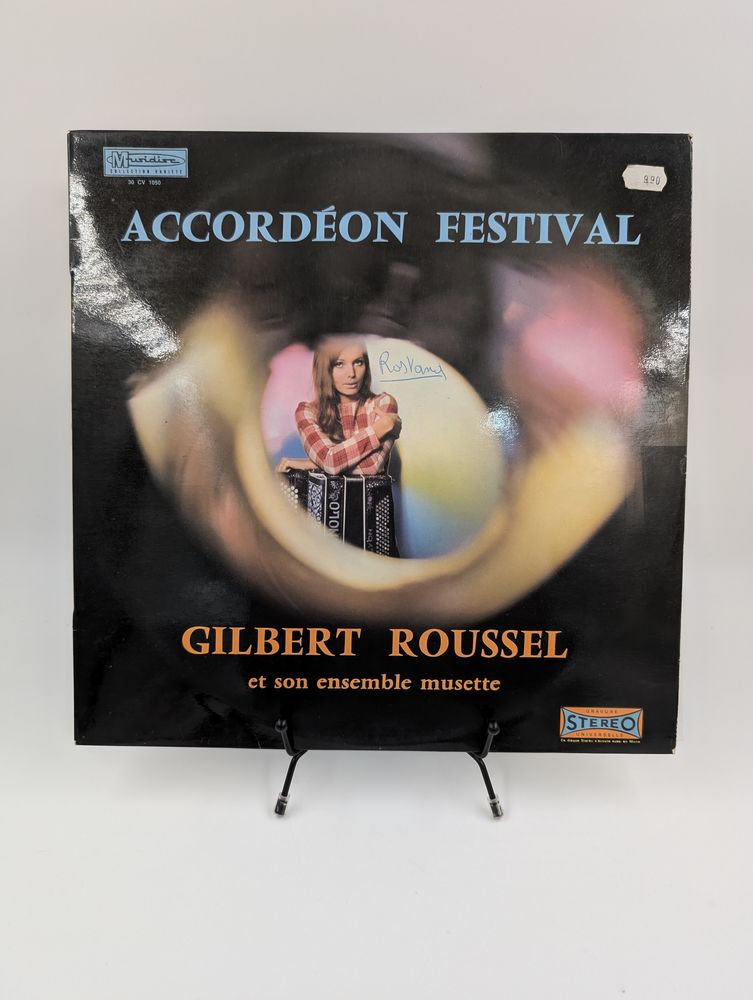 Musidisc
COLLECTION VARIETE
30 CV 1050
9.90
ACCORDÉON FESTIVAL
GILBERT ROUSSEL
et son ensemble musette
GRAVURE
STEREO
UNIVERSELLE